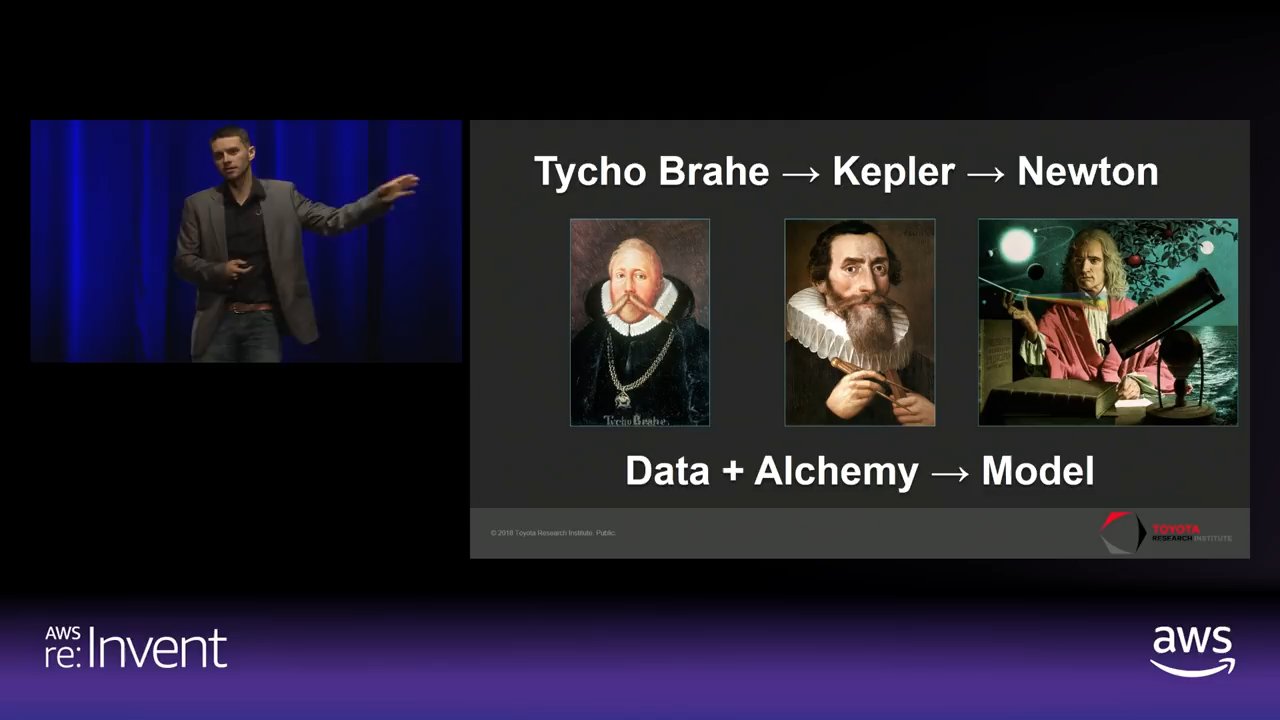 Tycho Brahe → Kepler → Newton
Tycho Brahe.
Data + Alchemy → Model
© 2018 Toyota Research Institute. Public.
TOYOTA
RESEARCH INSTITUTE
AWS
re:Invent
aws